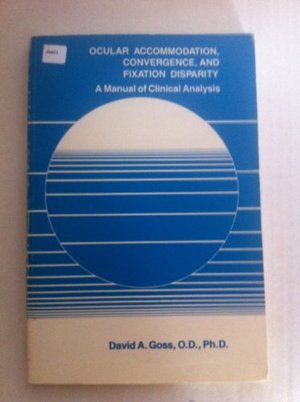 OCULAR ACCOMMODATION,
CONVERGENCE, AND
FIXATION DISPARITY
A Manual of Clinical Analysis
David A. Goss, O.D., Ph.D.